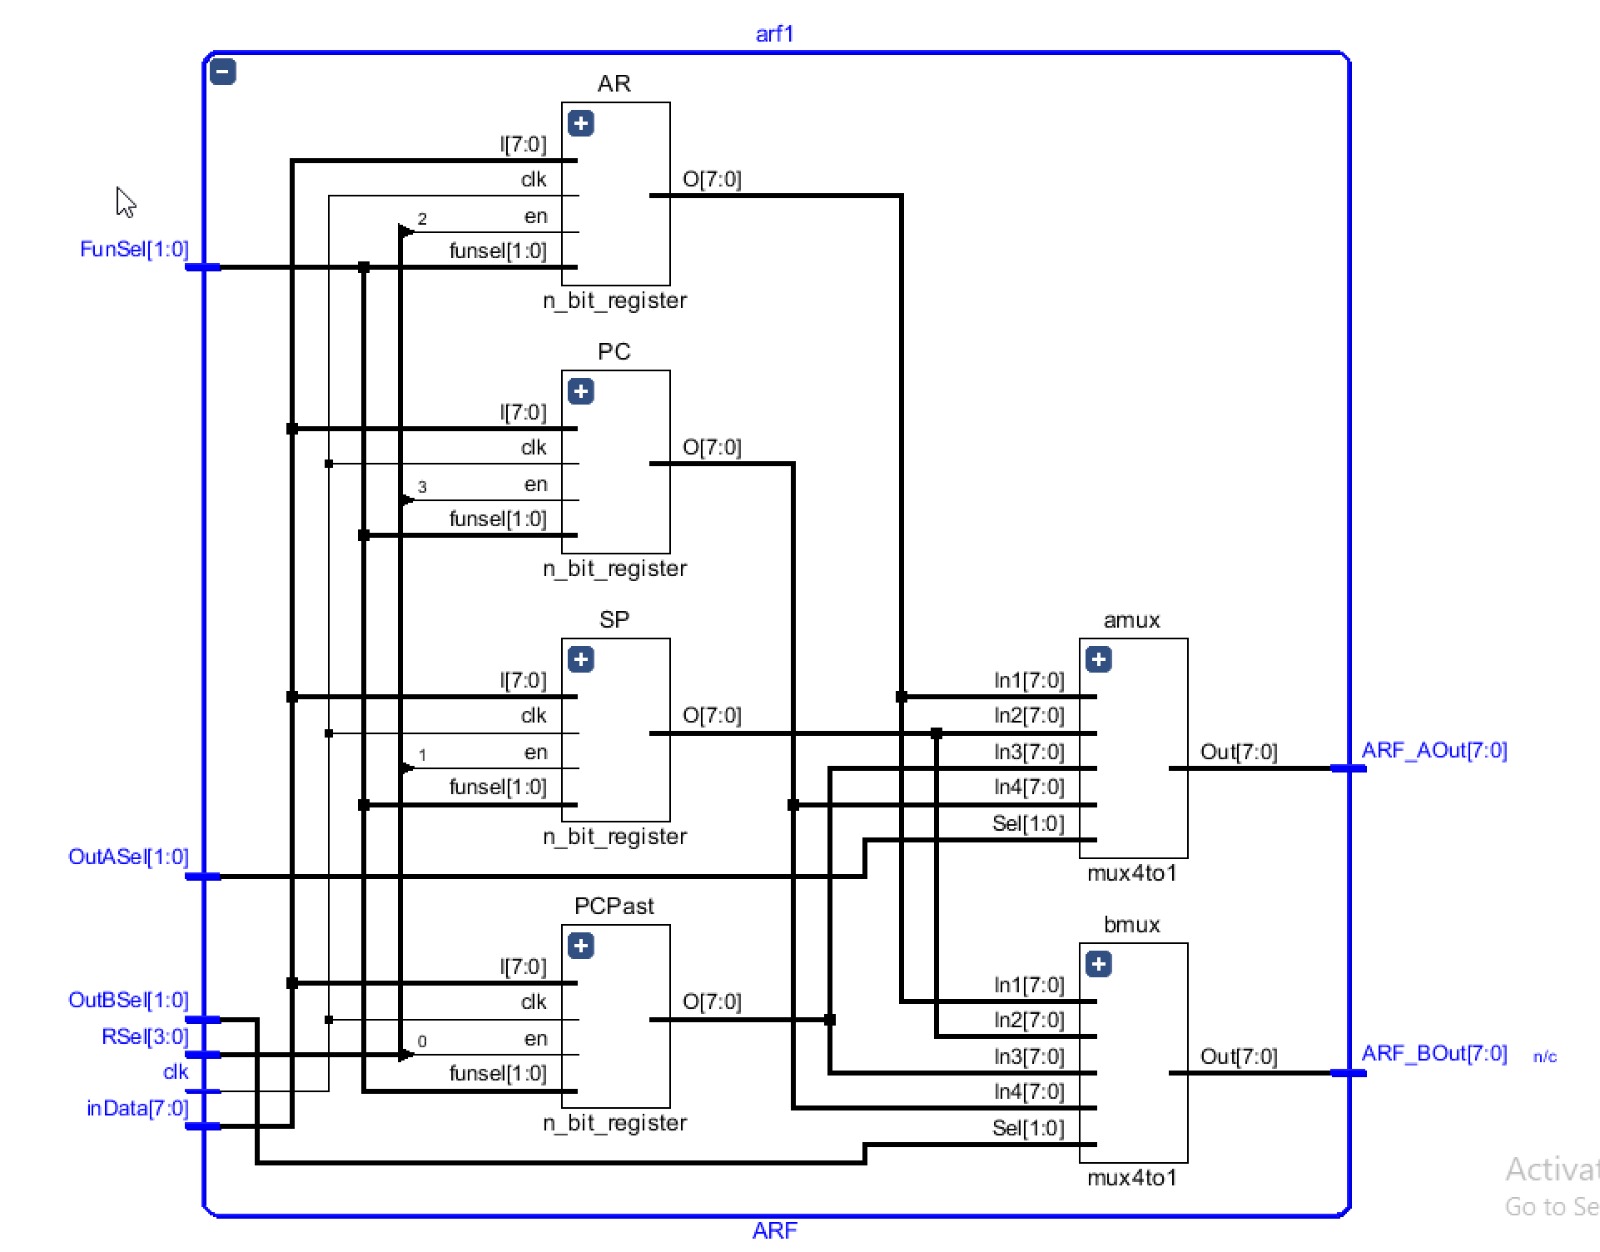 arf1
AR
I[7:0]
clk
2
en
funsel[1:0]
O[7:0]
n_bit_register
FunSel[1:0]
PC
I[7:0]
clk
3
en
funsel[1:0]
O[7:0]
n_bit_register
SP
I[7:0]
clk
1
en
funsel[1:0]
O[7:0]
n_bit_register
amux
In1[7:0]
In2[7:0]
In3[7:0]
In4[7:0]
Sel[1:0]
Out[7:0]
mux4to1
ARF_AOut[7:0]
OutASel[1:0]
PCPast
I[7:0]
clk
0
en
funsel[1:0]
O[7:0]
n_bit_register
bmux
In1[7:0]
In2[7:0]
In3[7:0]
In4[7:0]
Sel[1:0]
Out[7:0]
mux4to1
ARF_BOut[7:0] n/c
OutBSel[1:0]
RSel[3:0]
clk
inData[7:0]
ARF
Go to Se